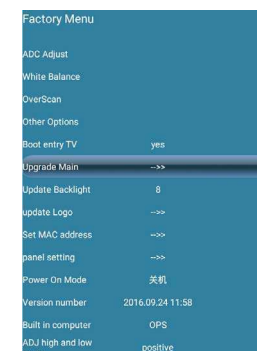 Factory Menu
ADC Adjust
White Balance
OverScan
Other Options
Boot entry TV yes
Upgrade Main -->>
Update Backlight 8
update Logo -->>
Set MAC address -->>
panel setting -->>
Power On Mode 关机
Version number 2016.09.24 11:58
Built in computer OPS
ADJ high and low positive